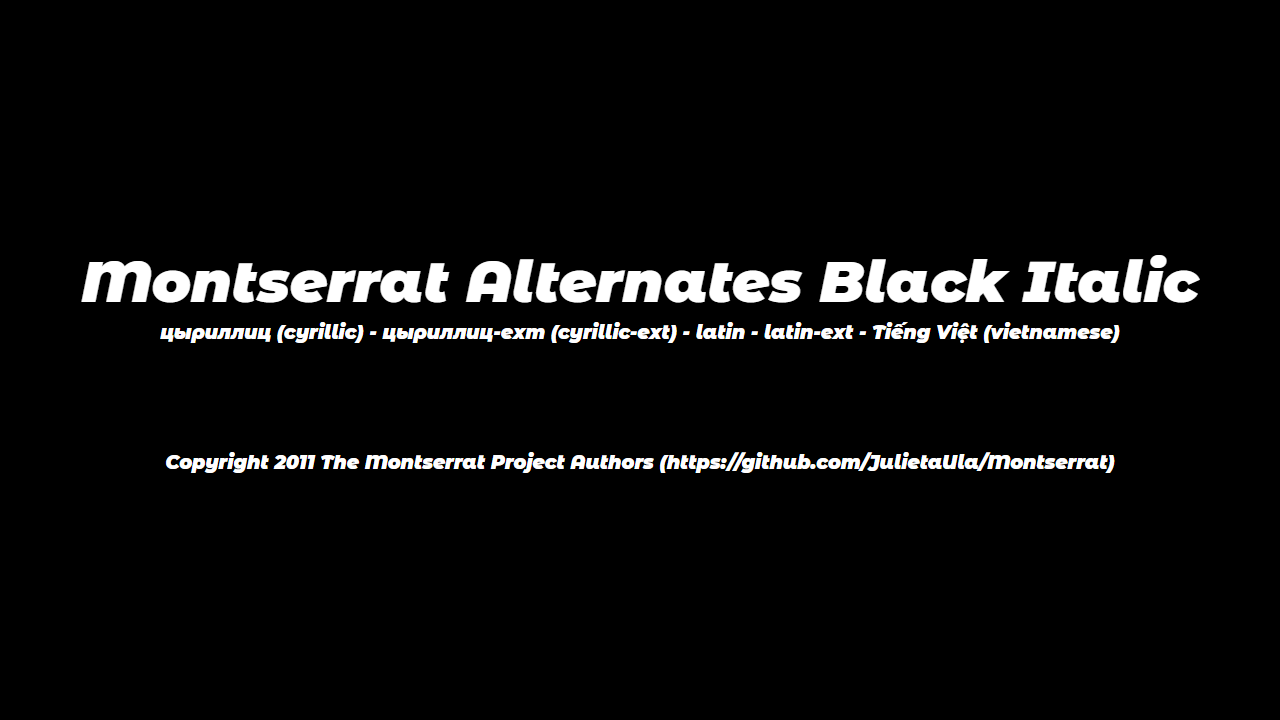 Montserrat Alternates Black Italic
цыриллиц (cyrillic) - цыриллиц-ехт (cyrillic-ext) - latin - latin-ext - Tiếng Việt (vietnamese)
Copyright 2011 The Montserrat Project Authors (https://github.com/JulietaUla/Montserrat)